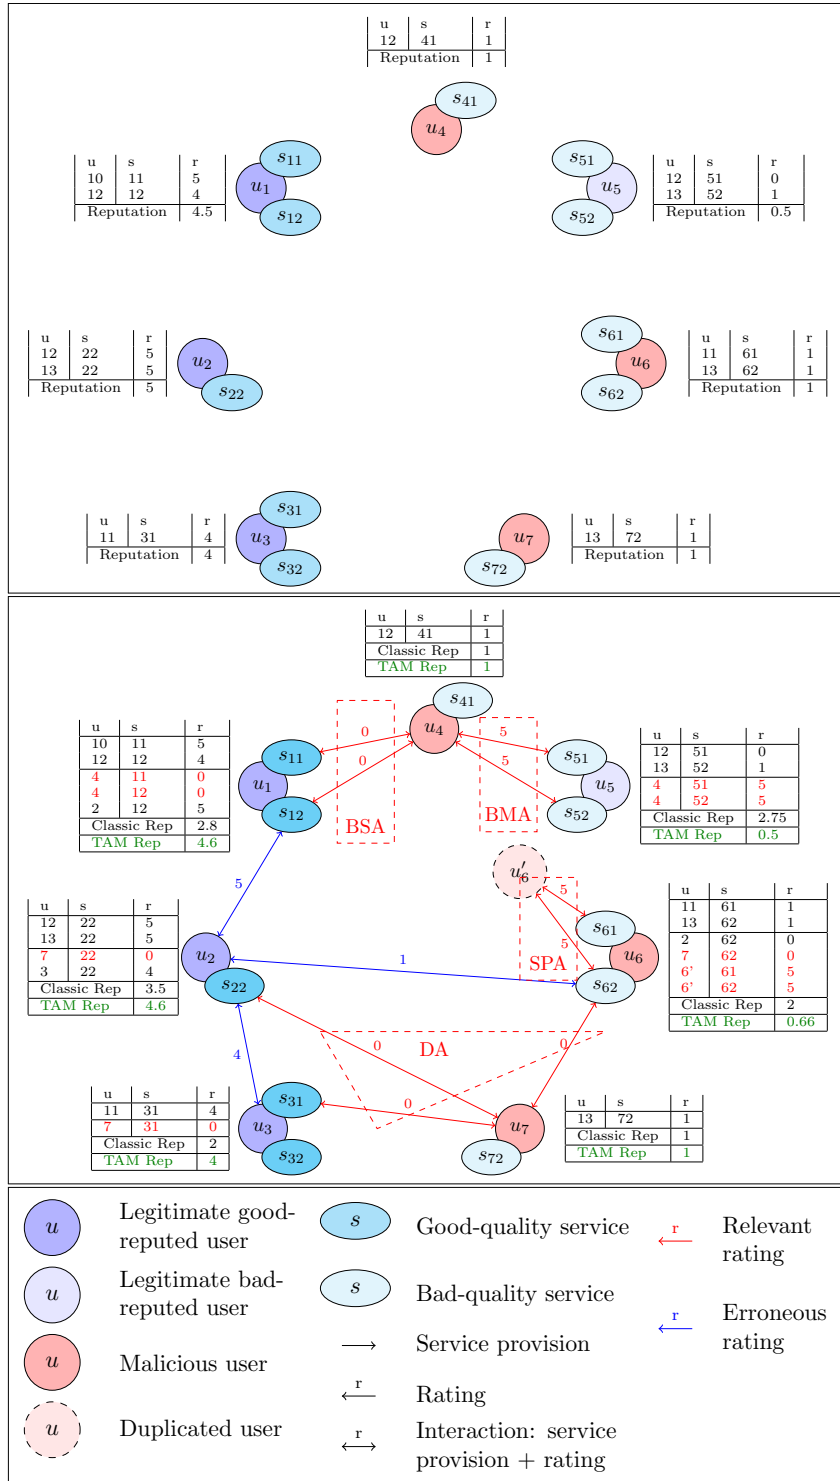 u s r
12 41 1
Reputation 1
s41
u4
u s r
10 11 5
12 12 4
Reputation 4.5
s11
u1
s12
s51
u5
s52
u s r
12 51 0
13 52 1
Reputation 0.5
u s r
12 22 5
13 22 5
Reputation 5
u2
s22
s61
u6
s62
u s r
11 61 1
13 62 1
Reputation 1
u s r
11 31 4
Reputation 4
s31
u3
s32
u7
s72
u s r
13 72 1
Reputation 1
u s r
12 41 1
Classic Rep 1
TAM Rep 1
s41
u4
u s r
10 11 5
12 12 4
4 11 0
4 12 0
2 12 5
Classic Rep 2.8
TAM Rep 4.6
s11
u1
s12
0
0
BSA
5
5
BMA
s51
u5
s52
u s r
12 51 0
13 52 1
4 51 5
4 52 5
Classic Rep 2.75
TAM Rep 0.5
5
u′6
5
5
SPA
s61
u6
s62
u s r
11 61 1
13 62 1
2 62 0
7 62 0
6' 61 5
6' 62 5
Classic Rep 2
TAM Rep 0.66
u s r
12 22 5
13 22 5
7 22 0
3 22 4
Classic Rep 3.5
TAM Rep 4.6
u2
s22
1
4
0
DA
0
0
u s r
11 31 4
7 31 0
Classic Rep 2
TAM Rep 4
s31
u3
s32
u7
s72
u s r
13 72 1
Classic Rep 1
TAM Rep 1
u
Legitimate good-
reputed user
u
Legitimate bad-
reputed user
u
Malicious user
u
Duplicated user
s
Good-quality service
s
Bad-quality service
Service provision
r
Rating
r
Interaction: service
provision + rating
r
Relevant
rating
r
Erroneous
rating